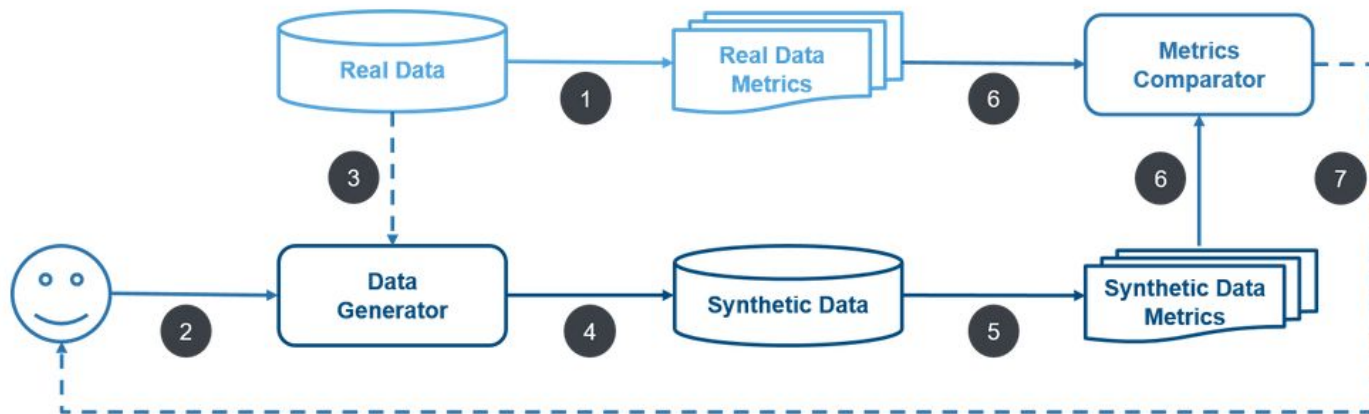 Real Data
1
Real Data
Metrics
6
Metrics
Comparator
3
6
7
2
Data
Generator
4
Synthetic Data
5
Synthetic Data
Metrics